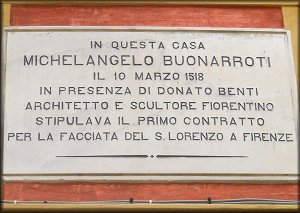 IN QUESTA CASA
MICHELANGELO BUONARROTI
IL 10 MARZO 1518
IN PRESENZA DI DONATO BENTI
ARCHITETTO E SCULTORE FIORENTINO
STIPULAVA IL PRIMO CONTRATTO
PER LA FACCIATA DEL S. LORENZO A FIRENZE